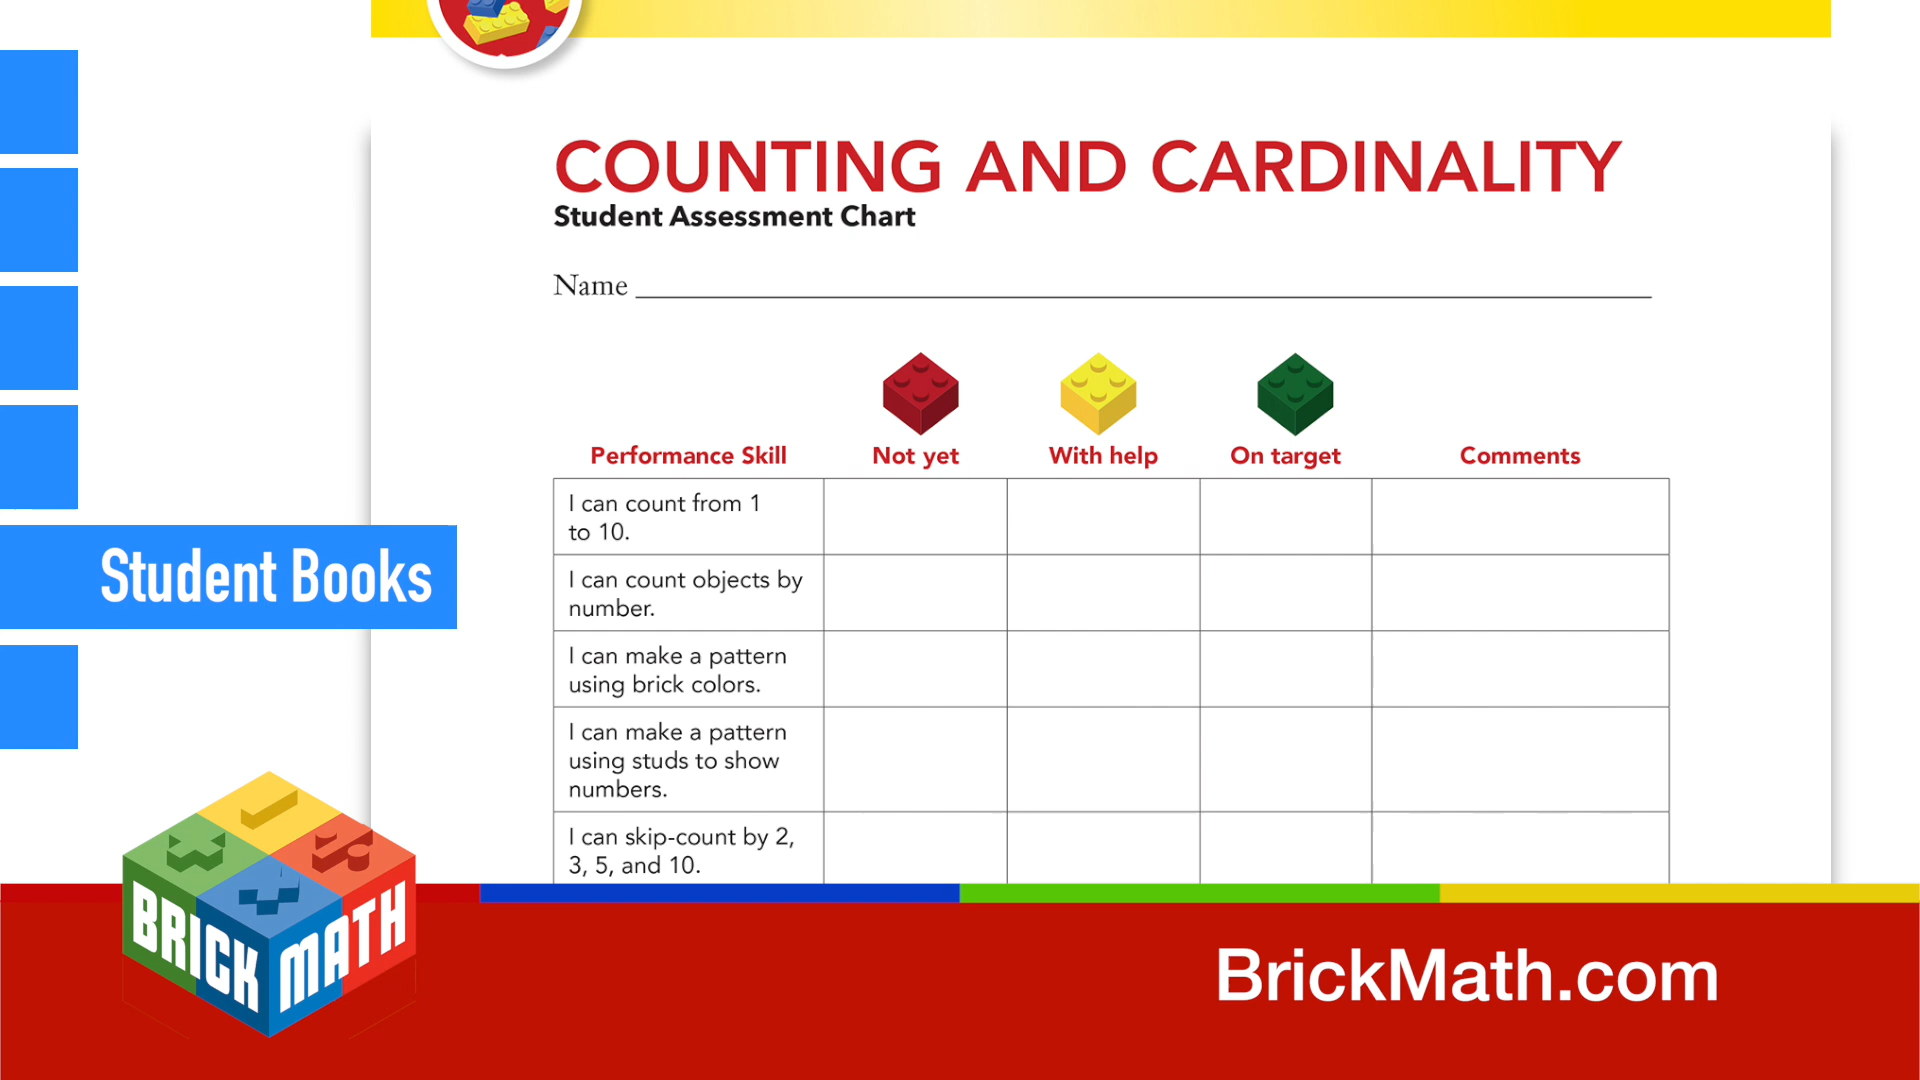 COUNTING AND CARDINALITY
Student Assessment Chart
Name
Performance Skill
Not yet
With help
On target
Comments
I can count from 1
to 10.
I can count objects by
number.
I can make a pattern
using brick colors.
I can make a pattern
using studs to show
numbers.
I can skip-count by 2,
3, 5, and 10.
Student Books
BRICK MATH
BrickMath.com